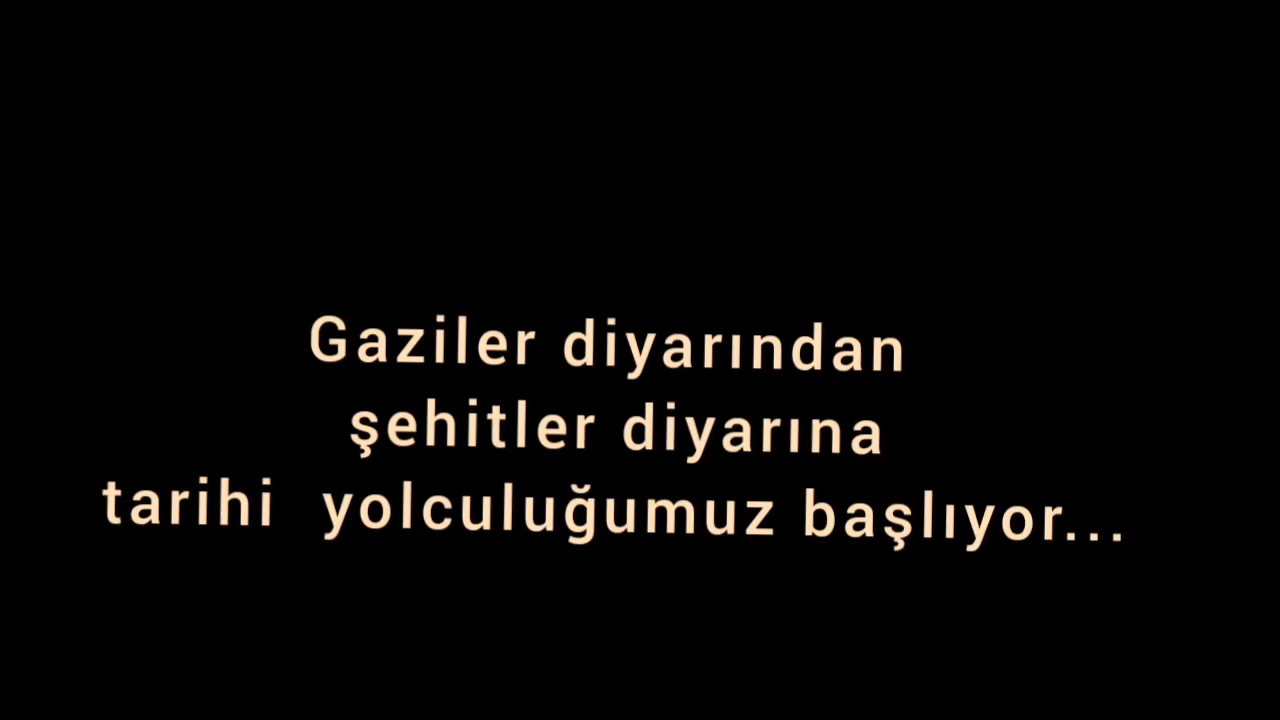 Gaziler diyarından
şehitler diyarına
tarihi yolculuğumuz başlıyor...